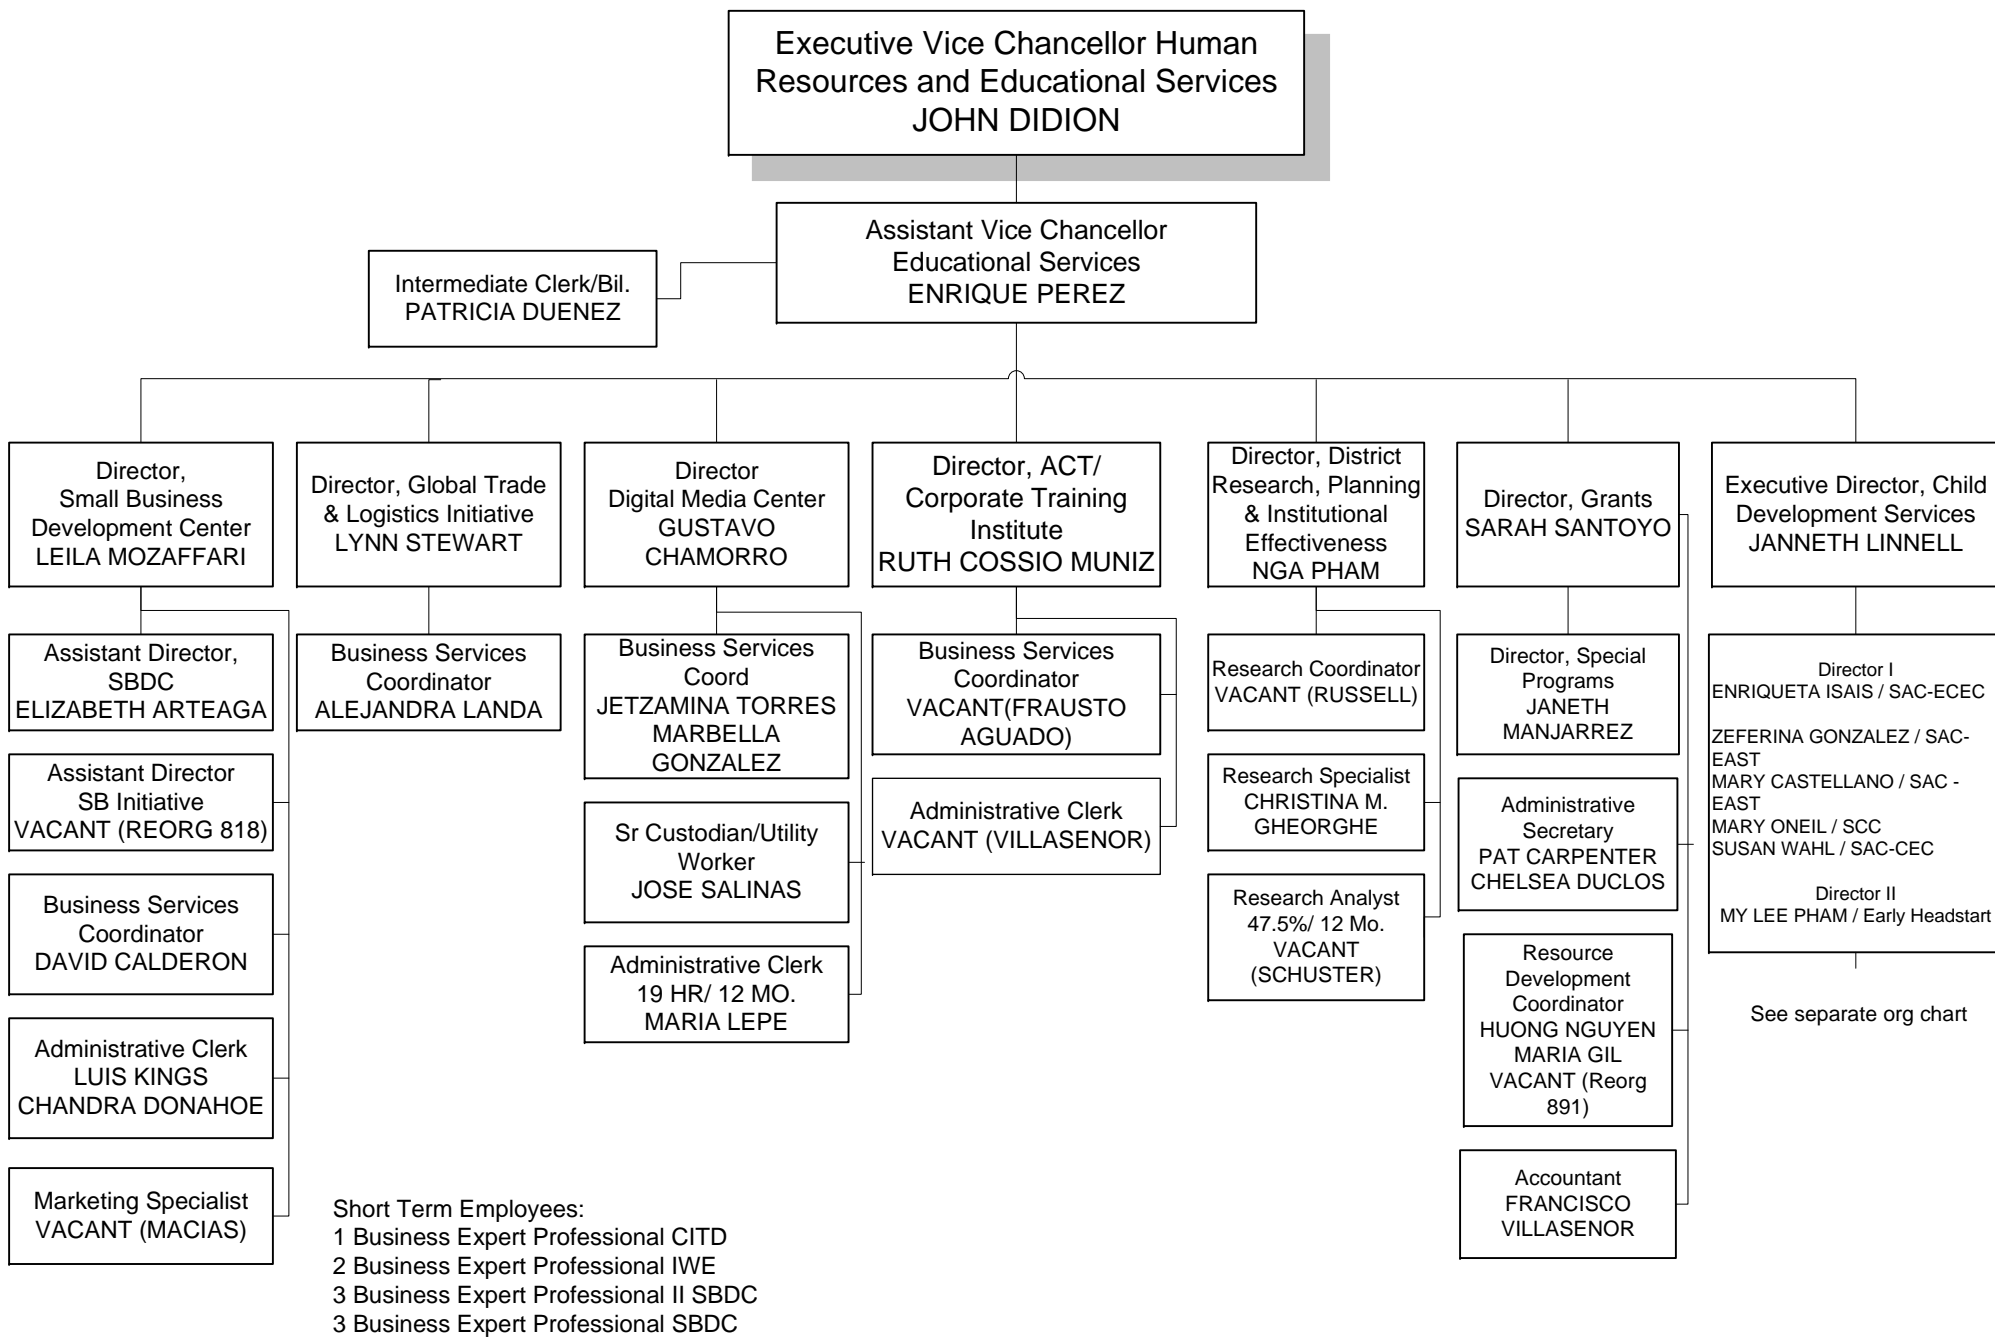 Executive Vice Chancellor Human
Resources and Educational Services
JOHN DIDION
Assistant Vice Chancellor
Educational Services
ENRIQUE PEREZ
Intermediate Clerk/Bil.
PATRICIA DUENEZ
Director,
Small Business
Development Center
LEILA MOZAFFARI
Director, Global Trade
& Logistics Initiative
LYNN STEWART
Director
Digital Media Center
GUSTAVO
CHAMORRO
Director, ACT/
Corporate Training
Institute
RUTH COSSIO MUNIZ
Director, District
Research, Planning
& Institutional
Effectiveness
NGA PHAM
Director, Grants
SARAH SANTOYO
Executive Director, Child
Development Services
JANNETH LINNELL
Assistant Director,
SBDC
ELIZABETH ARTEAGA
Assistant Director
SB Initiative
VACANT (REORG 818)
Business Services
Coordinator
DAVID CALDERON
Administrative Clerk
LUIS KINGS
CHANDRA DONAHOE
Marketing Specialist
VACANT (MACIAS)
Business Services
Coordinator
ALEJANDRA LANDA
Business Services
Coord
JETZAMINA TORRES
MARBELLA
GONZALEZ
Sr Custodian/Utility
Worker
JOSE SALINAS
Administrative Clerk
19 HR/ 12 MO.
MARIA LEPE
Business Services
Coordinator
VACANT(FRAUSTO
AGUADO)
Administrative Clerk
VACANT (VILLASENOR)
Research Coordinator
VACANT (RUSSELL)
Research Specialist
CHRISTINA M.
GHEORGHE
Research Analyst
47.5%/ 12 Mo.
VACANT
(SCHUSTER)
Director, Special
Programs
JANETH
MANJARREZ
Administrative
Secretary
PAT CARPENTER
CHELSEA DUCLOS
Resource
Development
Coordinator
HUONG NGUYEN
MARIA GIL
VACANT (Reorg
891)
Accountant
FRANCISCO
VILLASENOR
Director I
ENRIQUETA ISAIS / SAC-ECEC
ZEFERINA GONZALEZ / SAC-
EAST
MARY CASTELLANO / SAC -
EAST
MARY ONEIL / SCC
SUSAN WAHL / SAC-CEC
Director II
MY LEE PHAM / Early Headstart
See separate org chart
Short Term Employees:
1 Business Expert Professional CITD
2 Business Expert Professional IWE
3 Business Expert Professional II SBDC
3 Business Expert Professional SBDC